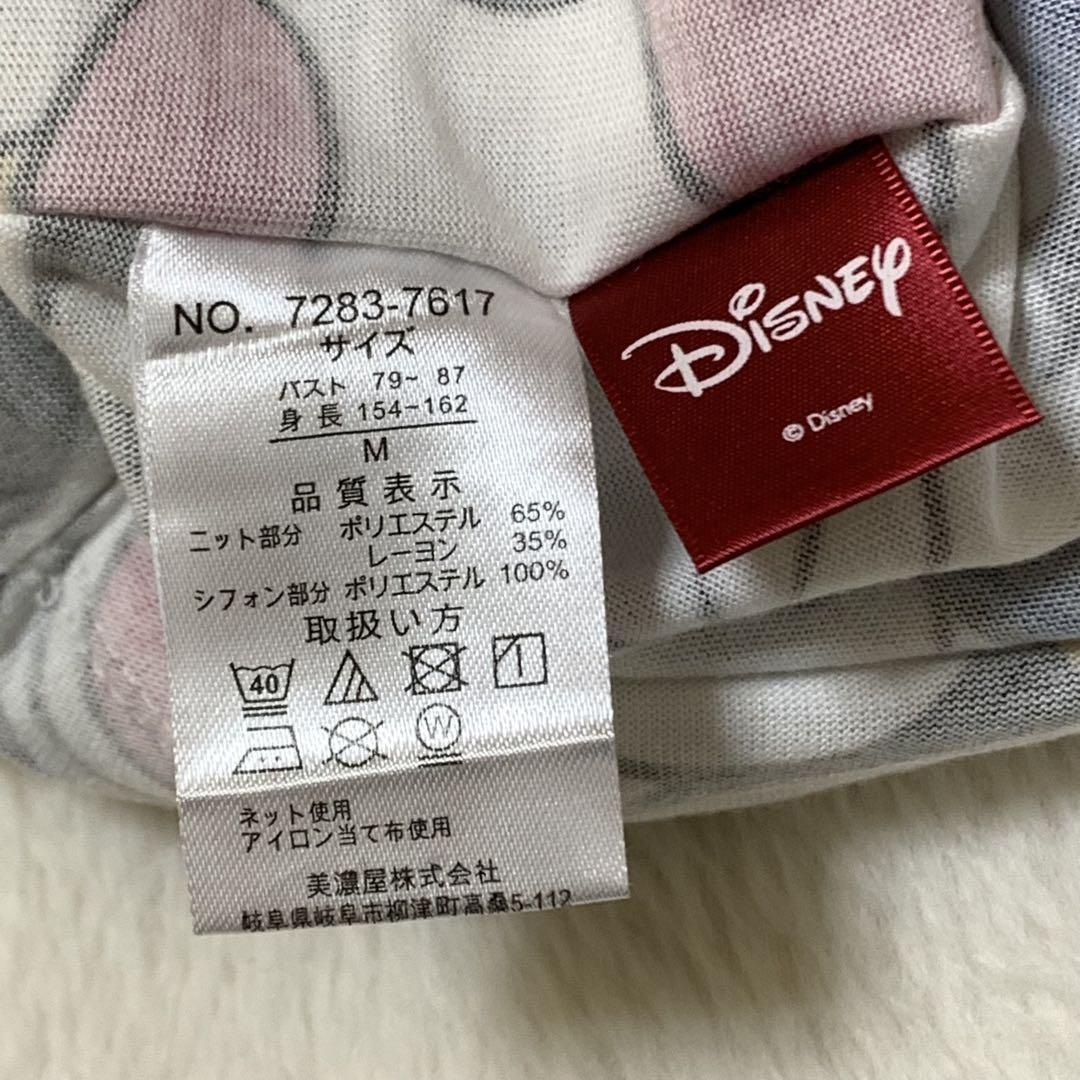 NO. 7283-7617
サイズ
バスト 79~ 87
身長 154-162
M
品質表示
ニット部分 ポリエステル 65%
レーヨン 35%
シフォン部分 ポリエステル 100%
取扱い方
40
W
ネット使用
アイロン当て布使用
美濃屋株式会社
岐阜県岐阜市柳津町高桑5-112
Disney
© Disney